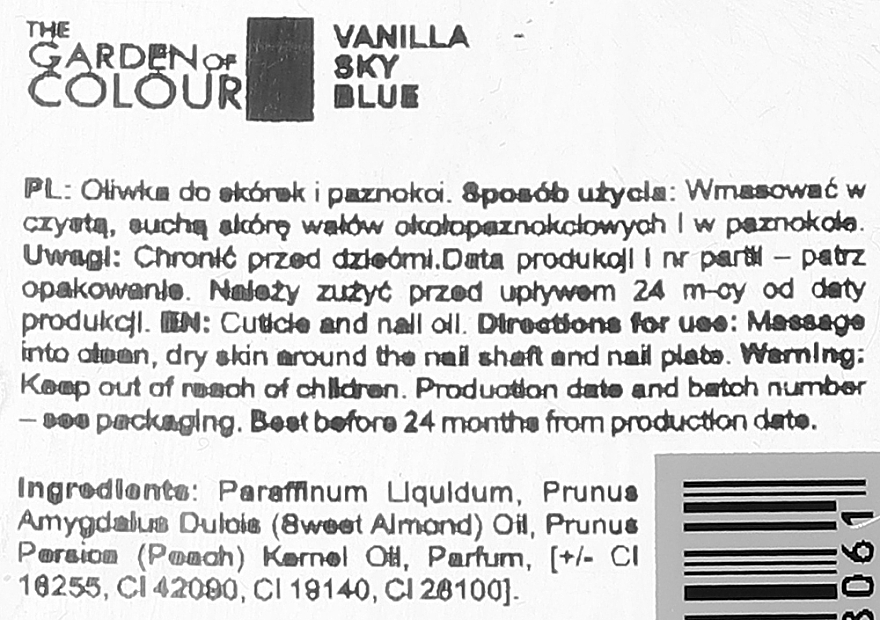 THE
GARDEN OF
COLOUR
VANILLA
SKY
BLUE
PL: Oliwka do skórek i paznokci. Sposób użycia: Wmasować w
czystą, suchą skórę wałów okołopaznokciowych i w paznokcie.
Uwagi: Chronić przed dziećmi.Data produkcji i nr partii – patrz
opakowanie. Należy zużyć przed upływem 24 m-cy od daty
produkcji. EN: Cuticle and nail oil. Directions for use: Massage
into clean, dry skin around the nail shaft and nail plate. Warning:
Keep out of reach of children. Production date and batch number
– see packaging. Best before 24 months from production date.
Ingredients: Paraffinum Liquidum, Prunus
Amygdalus Dulcis (Sweet Almond) Oil, Prunus
Persica (Peach) Kernel Oil, Parfum, [+/- CI
16255, CI 42090, CI 19140, CI 26100].
8061